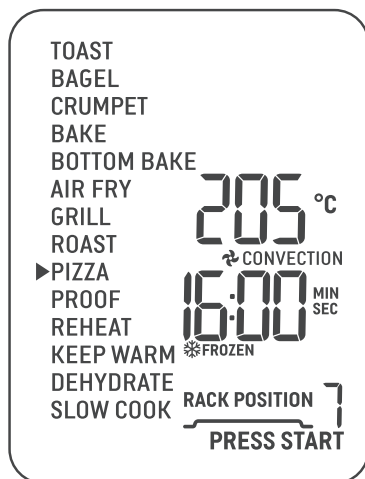 TOAST
BAGEL
CRUMPET
BAKE
BOTTOM BAKE
AIR FRY
GRILL
ROAST
PIZZA
PROOF
REHEAT
KEEP WARM
DEHYDRATE
SLOW COOK
205 °C
CONVECTION
16:00 MIN SEC
FROZEN
RACK POSITION 7
PRESS START